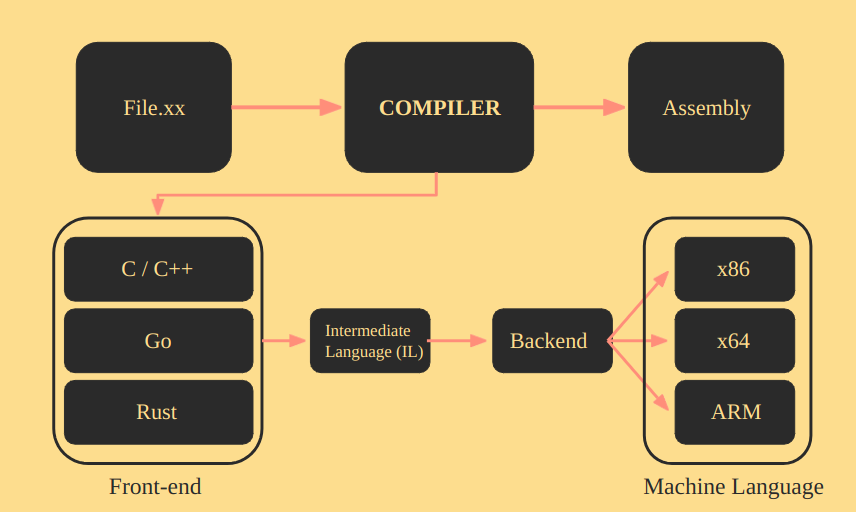 File.xx
COMPILER
Assembly
C / C++
Go
Rust
Intermediate
Language (IL)
Backend
x86
x64
ARM
Front-end
Machine Language